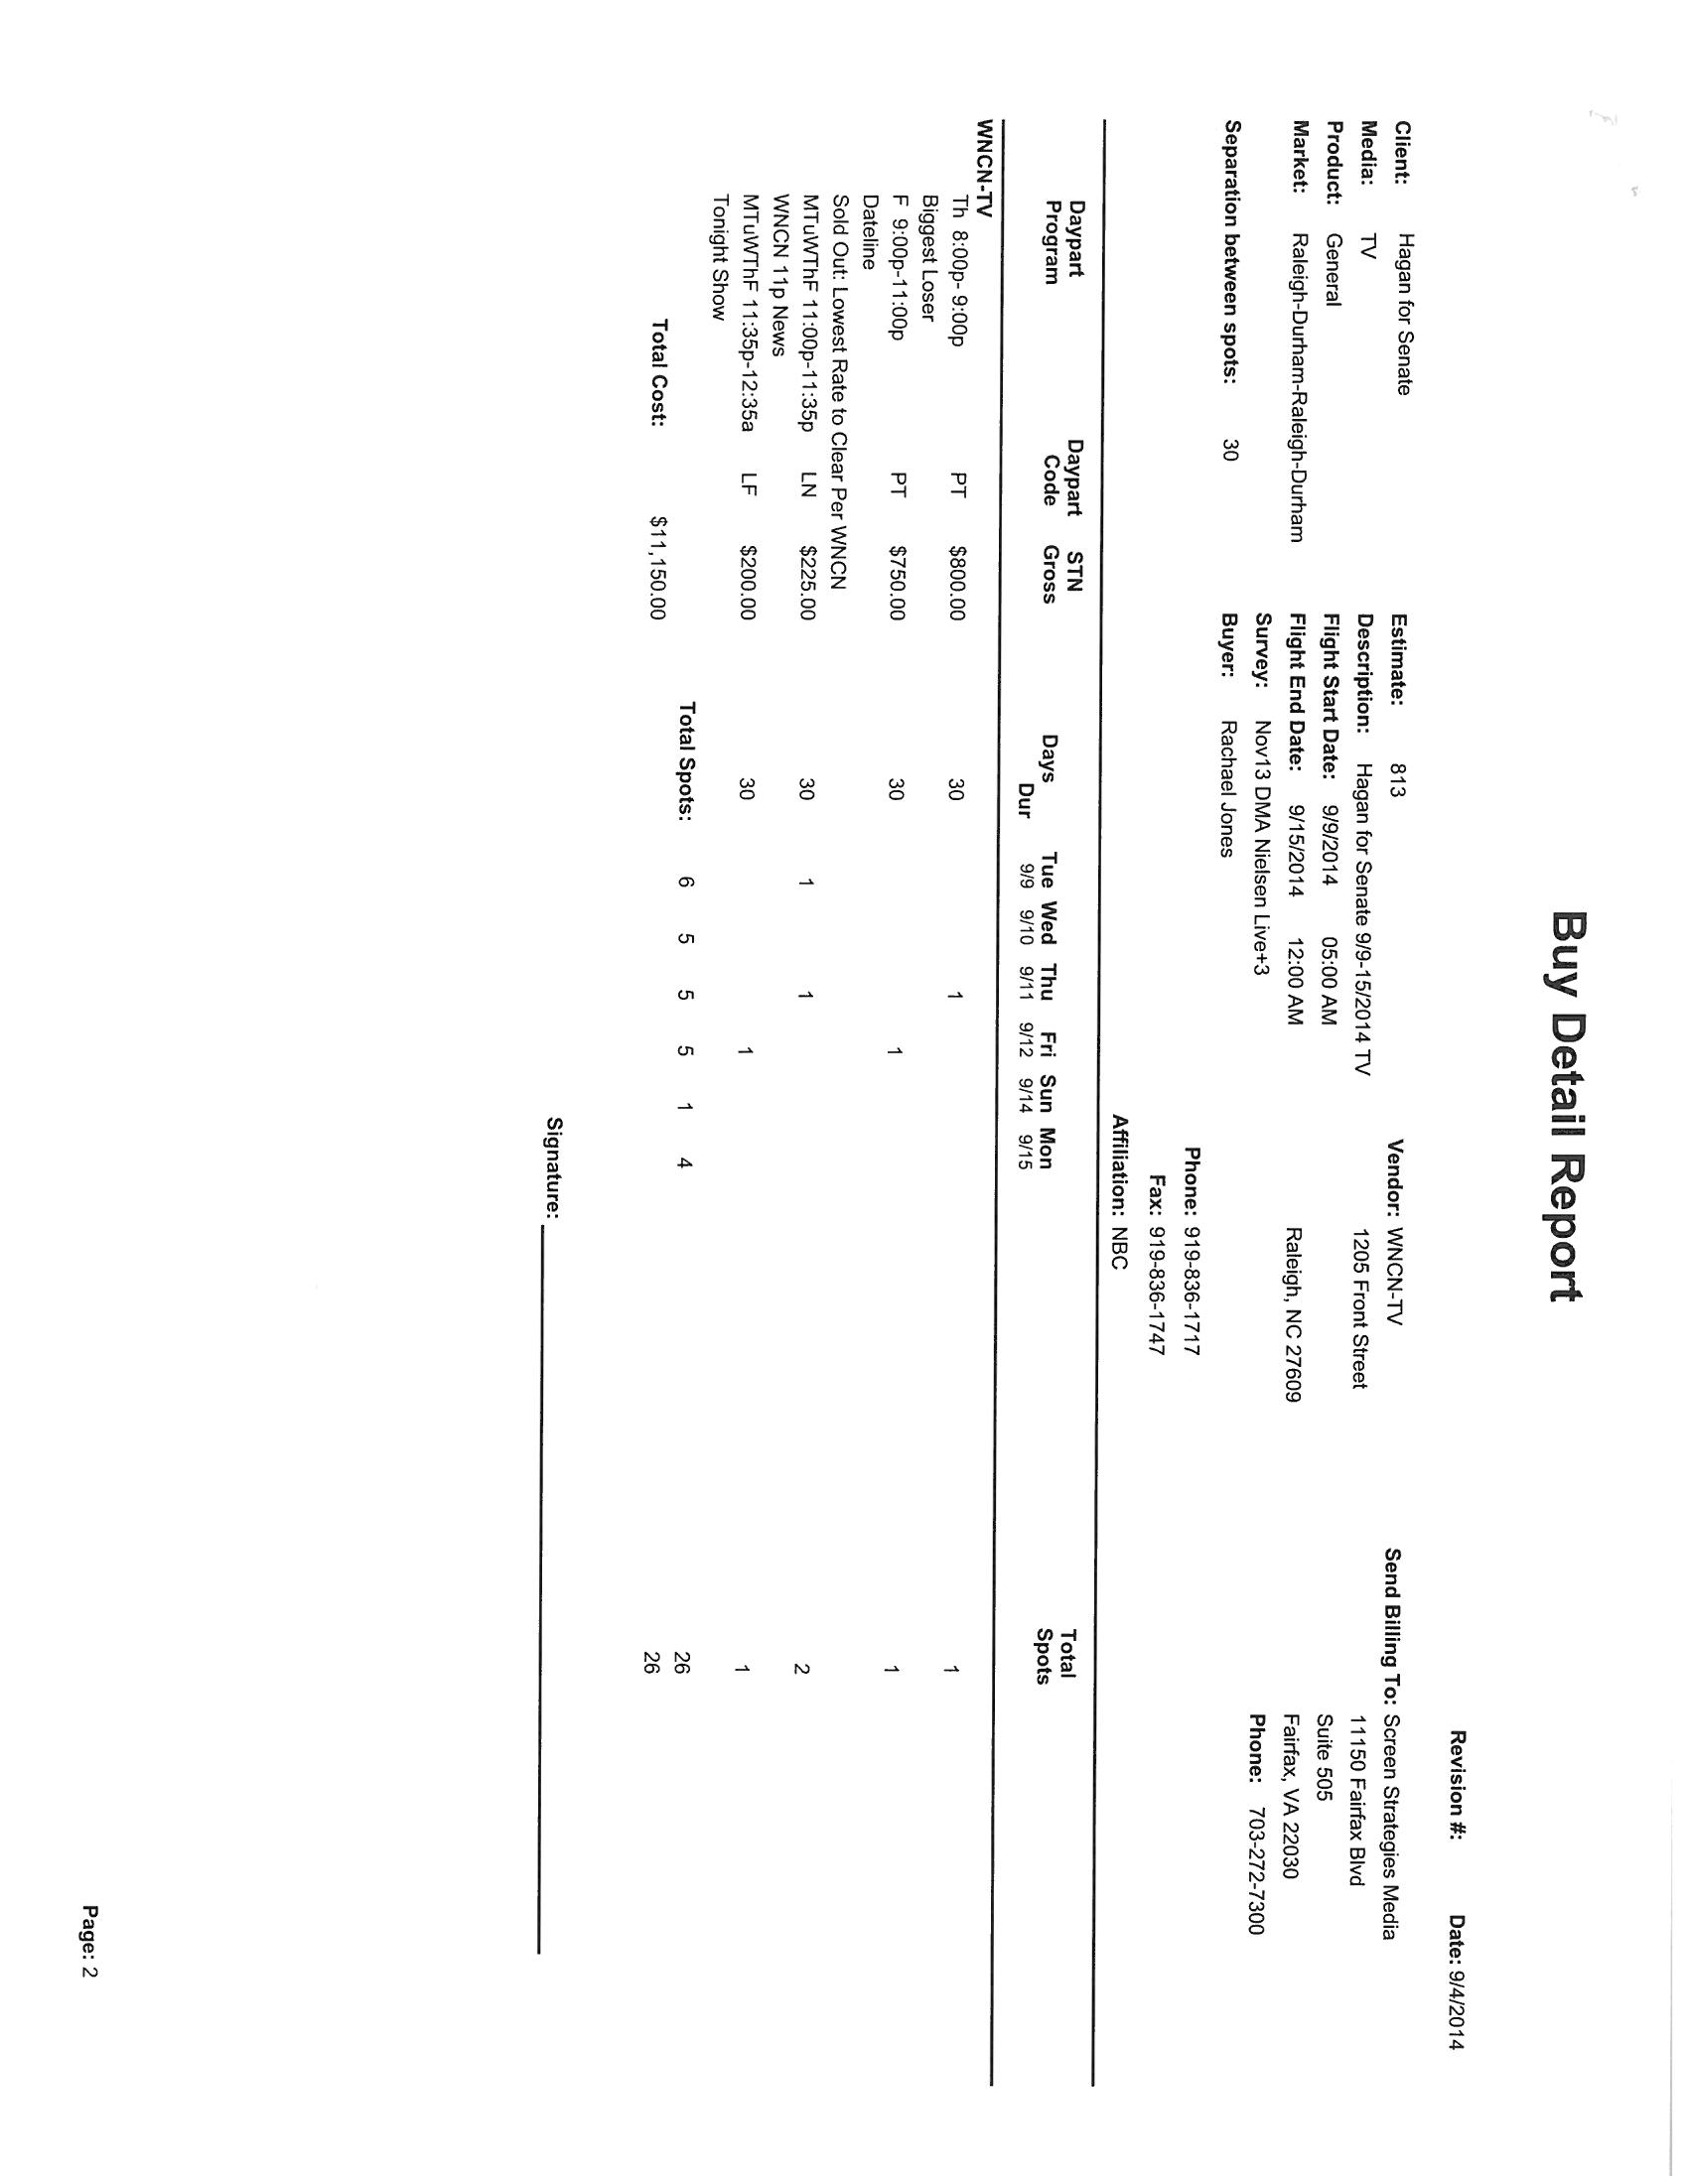 Buy Detail Report
Revision #: Date: 9/4/2014
Client: Hagan for Senate Estimate: 813 Vendor: WNCN-TV Send Billing To: Screen Strategies Media
Media: TV Description: Hagan for Senate 9/9-15/2014 TV 1205 Front Street 11150 Fairfax Blvd
Product: General Flight Start Date: 9/9/2014 05:00 AM Suite 505
Market: Raleigh-Durham-Raleigh-Durham Flight End Date: 9/15/2014 12:00 AM Raleigh, NC 27609 Fairfax, VA 22030
Survey: Nov13 DMA Nielsen Live+3 Phone: 703-272-7300
Separation between spots: 30 Buyer: Rachael Jones
Phone: 919-836-1717
Fax: 919-836-1747
Affiliation: NBC
Daypart Daypart STN Total
Program Code Gross Days Tue Wed Thu Fri Sun Mon Spots
Dur 9/9 9/10 9/11 9/12 9/14 9/15
WNCN-TV
Th 8:00p- 9:00p PT $800.00 30 1 1
Biggest Loser
F 9:00p-11:00p PT $750.00 30 1 1
Dateline
Sold Out: Lowest Rate to Clear Per WNCN
MTuWThF 11:00p-11:35p LN $225.00 30 1 1 2
WNCN 11p News
MTuWThF 11:35p-12:35a LF $200.00 30 1 1
Tonight Show
Total Spots: 6 5 5 5 1 4 26
Total Cost: $11,150.00 26
Signature:
Page: 2